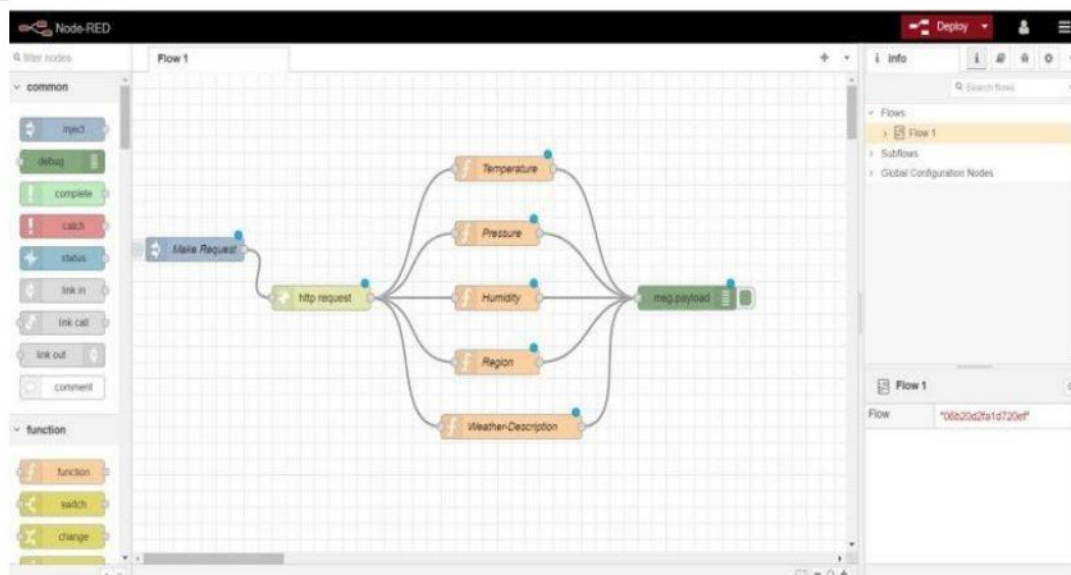 Node-RED
Deploy
filter nodes
Flow 1
info
i
Search flows
common
inject
debug
complete
catch
status
link in
link call
link out
comment
function
function
switch
change
Make Request
http request
Temperature
Pressure
Humidity
Region
Weather-Description
msg.payload
Flows
Flow 1
Subflows
Global Configuration Nodes
Flow 1
Flow